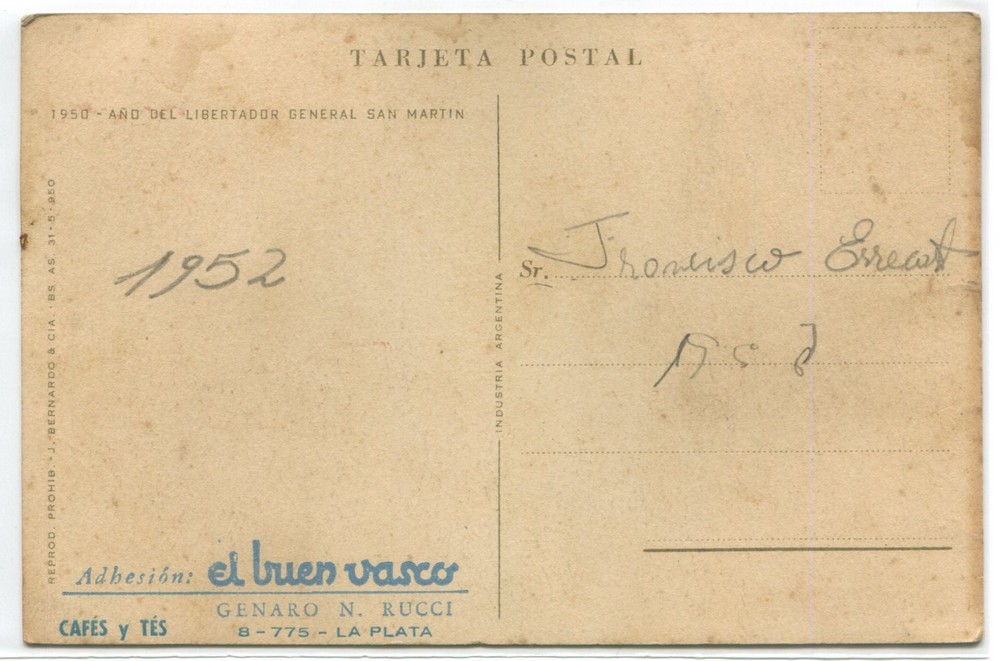 TARJETA POSTAL
1950 - AÑO DEL LIBERTADOR GENERAL SAN MARTIN
REPROD. PROHIB - J. BERNARDO & CIA. - BS. AS. 31-5-950
1952
INDUSTRIA ARGENTINA
Sr. Francisco
Adhesión: el buen vasco
GENARO N. RUCCI
CAFÉS y TÉS
8-775 - LA PLATA